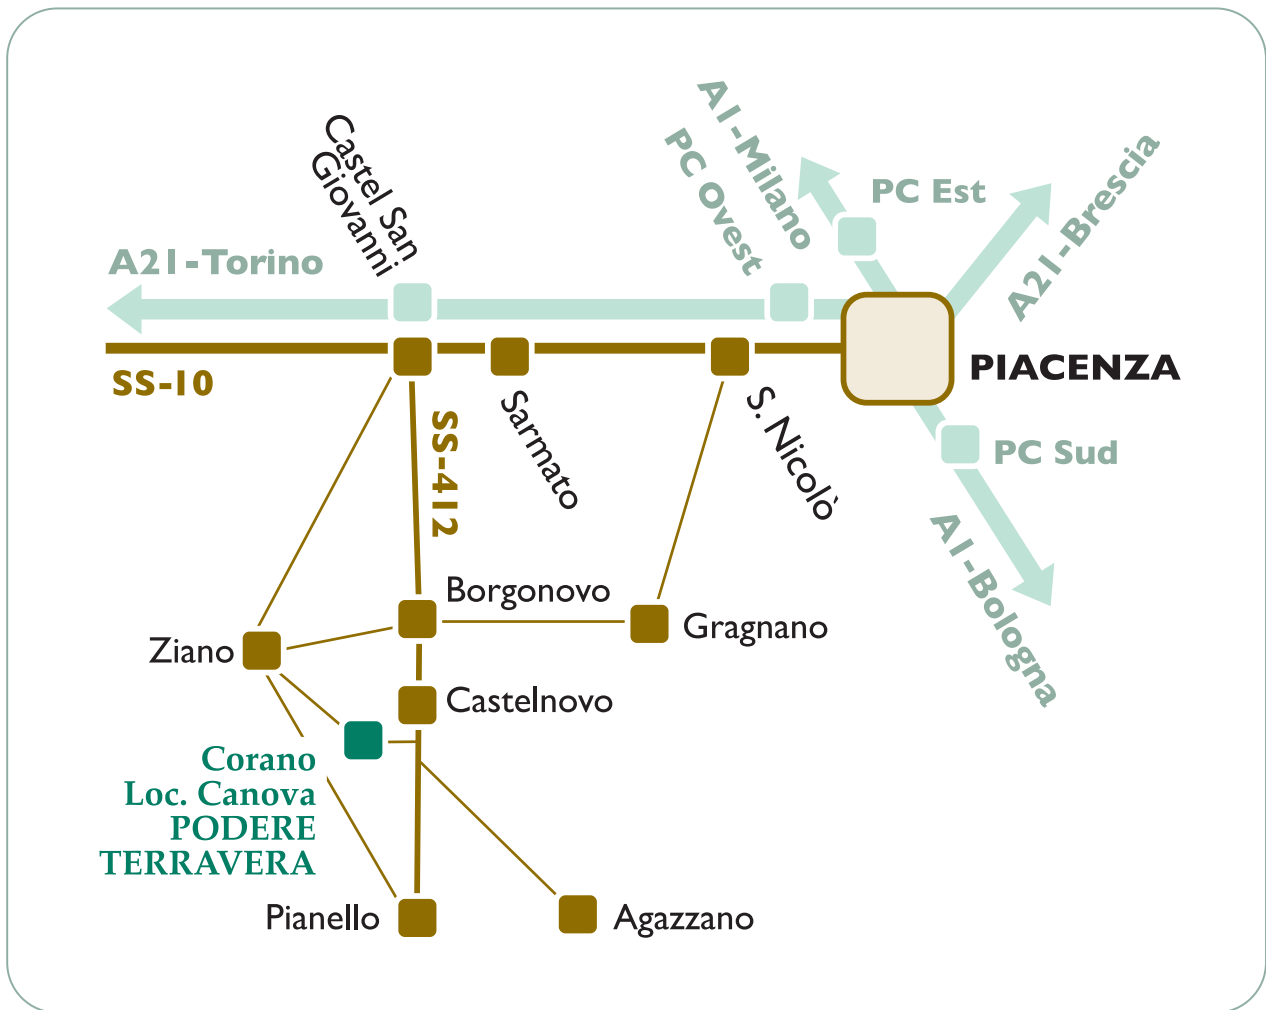 A1-Milano
PC Ovest
PC Est
A21-Brescia
Castel San
Giovanni
A21-Torino
SS-10
PIACENZA
Sarmato
S. Nicolò
SS-412
PC Sud
A1-Bologna
Borgonovo
Gragnano
Ziano
Castelnovo
Corano
Loc. Canova
PODERE
TERRAVERA
Pianello
Agazzano